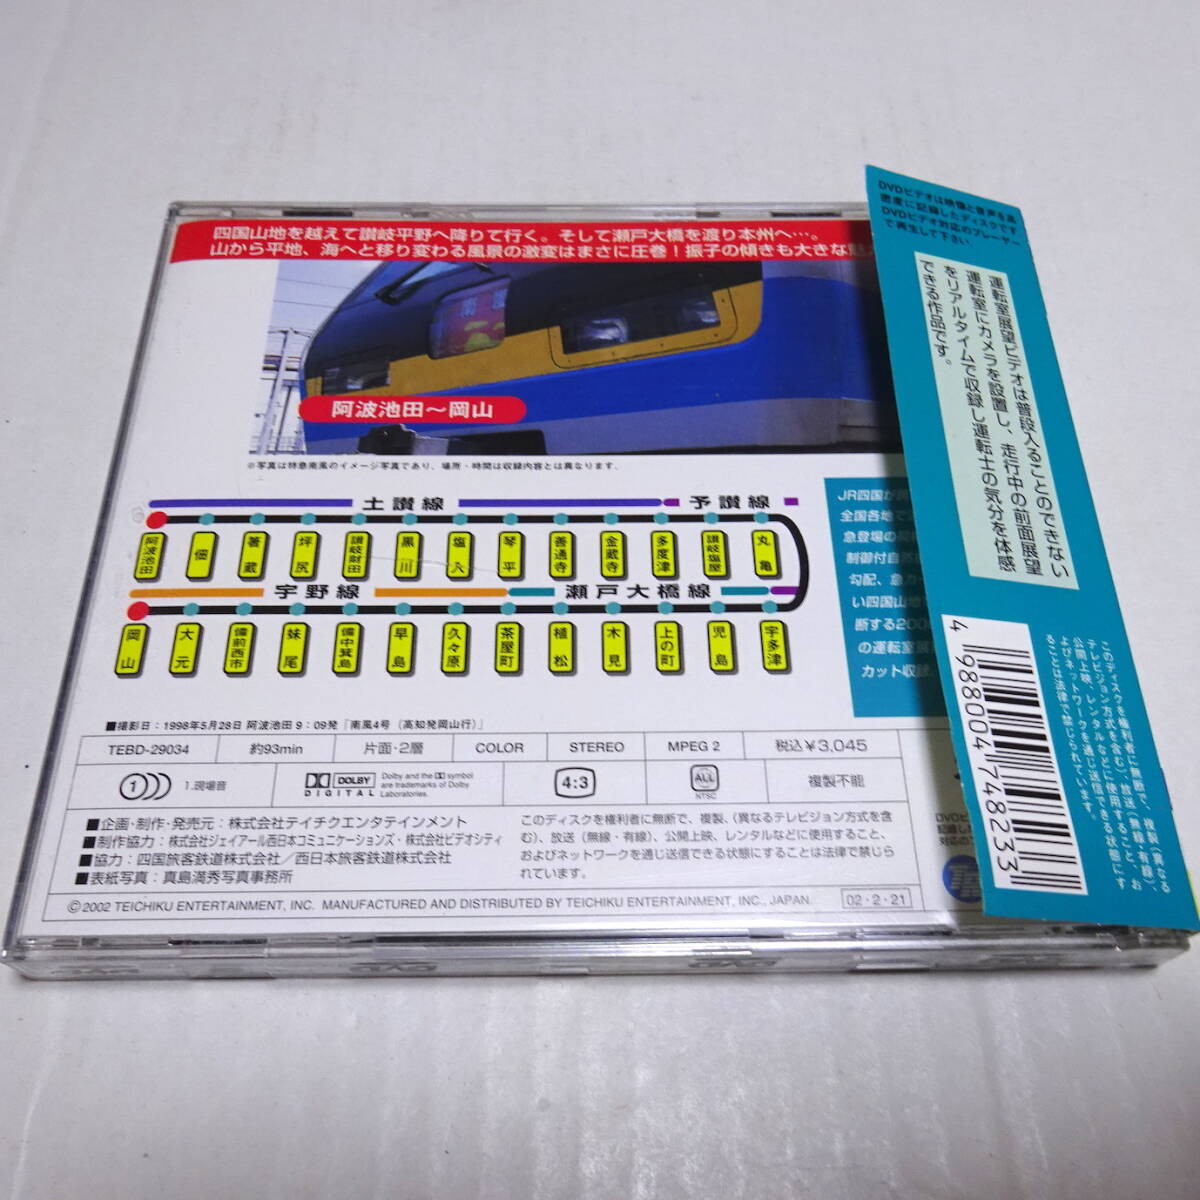 四国山地を越えて讃岐平野へ降りて行く。そして瀬戸大橋を渡り本州へ…。
山から平地、海へと移り変わる風景の激変はまさに圧巻！振子の傾きも大きな魅
阿波池田〜岡山
※写真は特急南風のイメージ写真であり、場所・時間は収録内容とは異なります。
土讃線 予讃線
阿波池田 佃 箸蔵 坪尻 讃岐財田 黒川 塩入 琴平 善通寺 金蔵寺 多度津 讃岐塩屋 丸亀
宇野線 瀬戸大橋線
岡山 大元 備前西市 妹尾 備中箕島 早島 久々原 茶屋町 植松 木見 上の町 児島 宇多津
JR四国が
全国各地で
急登場の
制御付自然
勾配、急カ
い四国山地
断する200
の運転室展
カット収録
■撮影日：1998年5月28日 阿波池田 9：09発「南風4号（高知発岡山行）」
TEBD-29034 約93min 片面・2層 COLOR STEREO MPEG 2 税込￥3,045
1 1.現場音 DOLBY DIGITAL Dolby and the DD symbol are trademarks of Dolby Laboratories. 4:3 ALL NTSC 複製不能
■企画・制作・発売元：株式会社テイチクエンタテインメント
■制作協力：株式会社ジェイアール西日本コミュニケーションズ・株式会社ビデオシティ
■協力：四国旅客鉄道株式会社／西日本旅客鉄道株式会社
■表紙写真：真島満秀写真事務所
このディスクを権利者に無断で、複製、（異なるテレビジョン方式を含
む）、放送（無線・有線）、公開上映、レンタルなどに使用すること、
およびネットワークを通じ送信できる状態にすることは法律で禁じら
れています。
Ⓒ2002 TEICHIKU ENTERTAINMENT, INC. MANUFACTURED AND DISTRIBUTED BY TEICHIKU ENTERTAINMENT, INC., JAPAN. 02・2・21
DVDビデオは映像と音声を高
密度に記録したディスクです
DVDビデオ対応のプレーヤー
で再生して下さい
運転室展望ビデオは普段入ることのできない
運転室にカメラを設置し、走行中の前面展望
をリアルタイムで収録し運転士の気分を体感
できる作品です。
4 988004 748233
このディスクを権利者に無断で、複製（異なる
テレビジョン方式を含む）、放送（無線・有線）、
公開上映、レンタルなどに使用すること、お
よびネットワークを通じ送信できる状態にす
ることは法律で禁じられています。